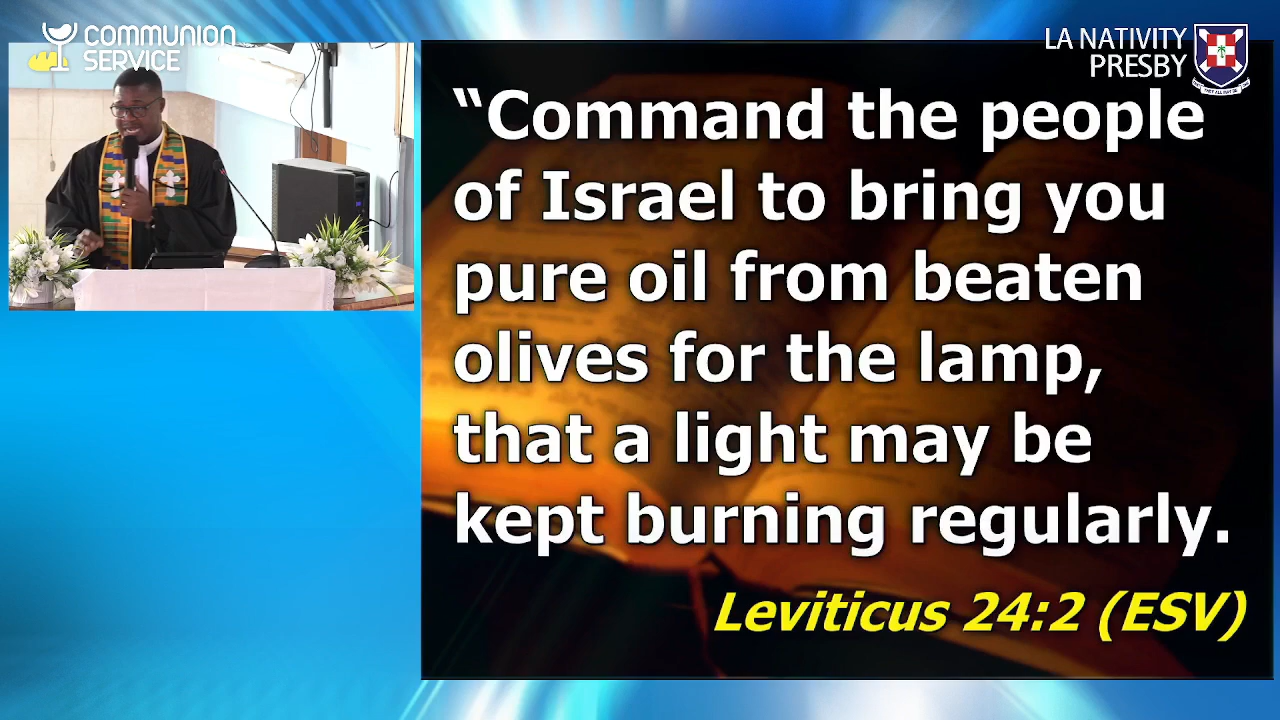 COMMUNION
SERVICE
LA NATIVITY
PRESBY
“Command the people
of Israel to bring you
pure oil from beaten
olives for the lamp,
that a light may be
kept burning regularly.
Leviticus 24:2 (ESV)